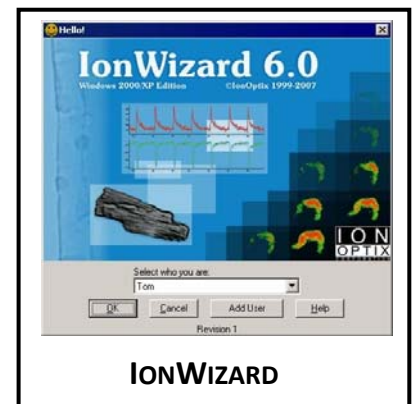 Hello!
IonWizard 6.0
Windows 2000/XP Edition ©IonOptix 1999-2007
ION
OPTIX
CORPORATION
Select who you are:
Tom
OK Cancel Add User Help
Revision 1
IONWIZARD